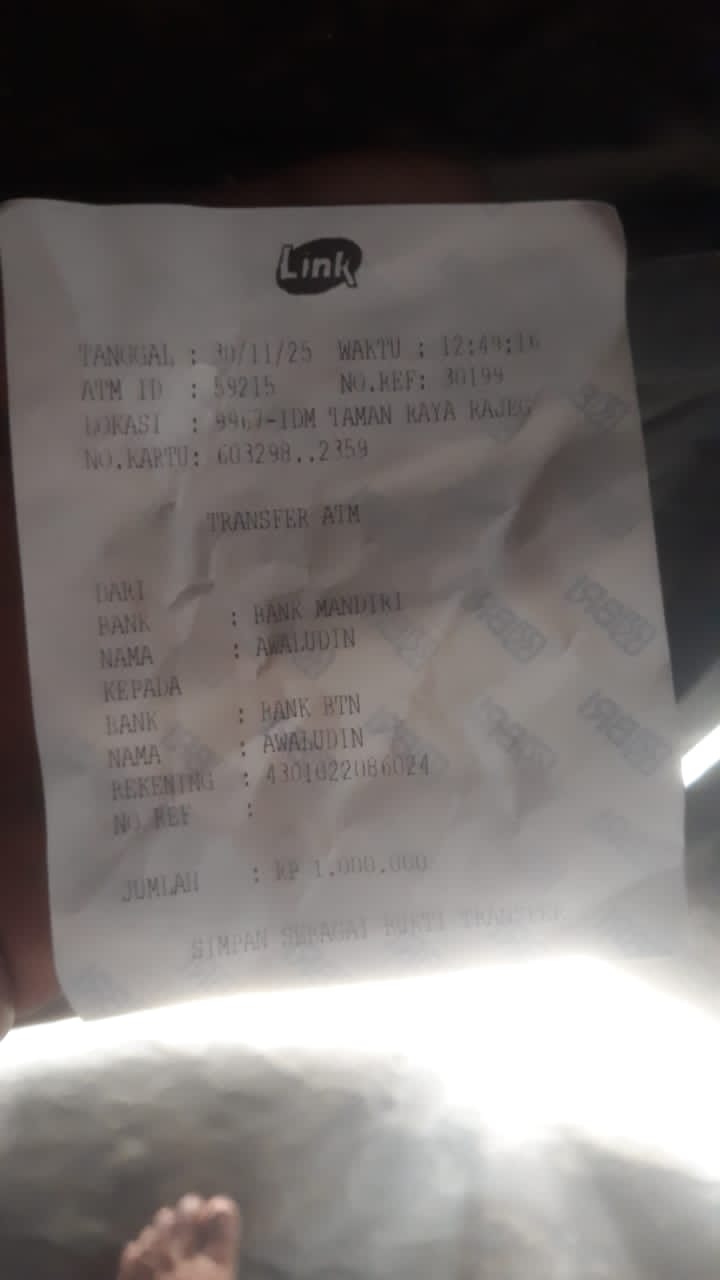 Link
TANGGAL : 30/11/25 WAKTU : 12:49:16
ATM ID : 59215 NO.REF: 30199
LOKASI : 9967-IDM TAMAN RAYA RAJEG
NO.KARTU: 603298..2359
TRANSFER ATM
DARI
BANK : BANK MANDIRI
NAMA : AWALUDIN
KEPADA
BANK : BANK BTN
NAMA : AWALUDIN
REKENING : 4301022086024
NO REF :
JUMLAH : RP 1.000.000
SIMPAN SEBAGAI BUKTI TRANSFER